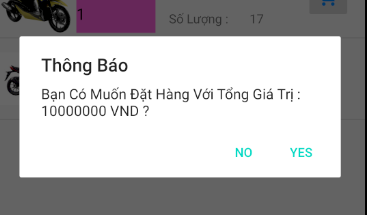 1
Số Lượng : 17
Thông Báo
Bạn Có Muốn Đặt Hàng Với Tổng Giá Trị :
10000000 VND ?
NO YES